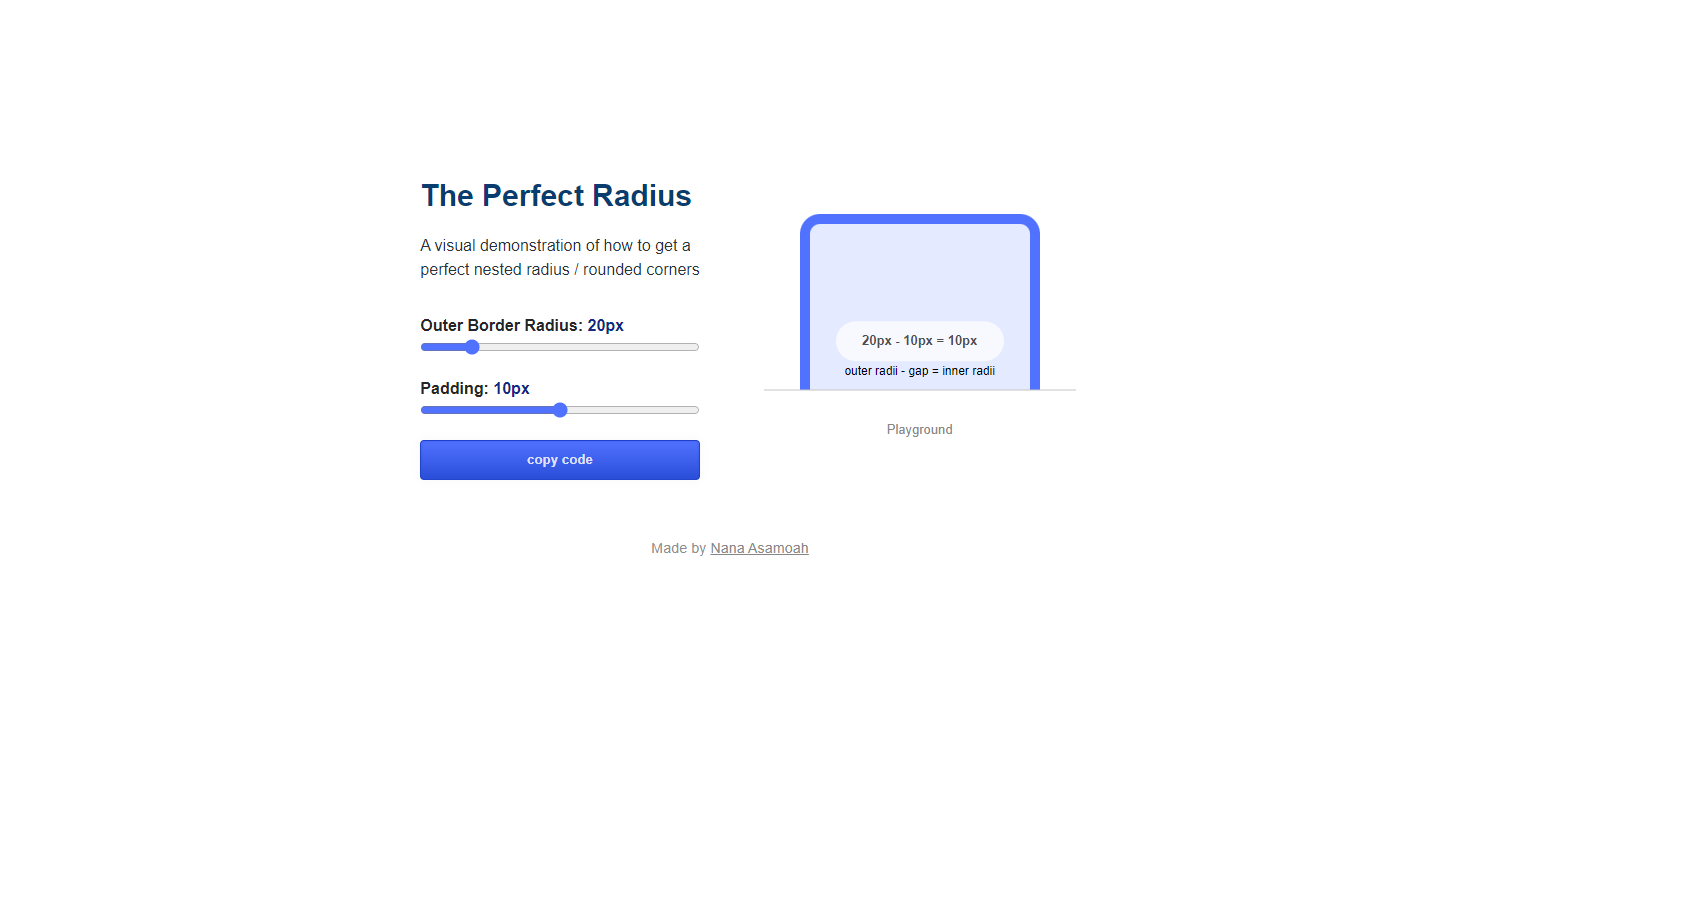 The Perfect Radius
A visual demonstration of how to get a
perfect nested radius / rounded corners
Outer Border Radius: 20px
Padding: 10px
copy code
20px - 10px = 10px
outer radii - gap = inner radii
Playground
Made by Nana Asamoah